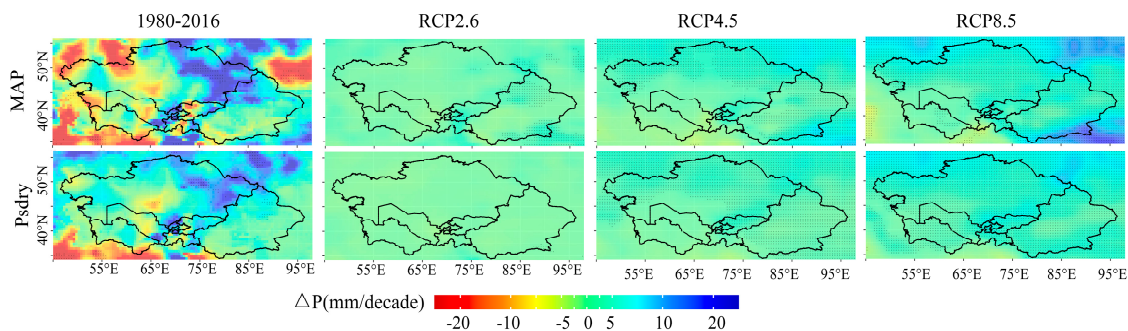 1980-2016 RCP2.6 RCP4.5 RCP8.5
MAP
50°N
40°N
Psdry
50°N
40°N
55°E 65°E 75°E 85°E 95°E 55°E 65°E 75°E 85°E 95°E 55°E 65°E 75°E 85°E 95°E 55°E 65°E 75°E 85°E 95°E
△P(mm/decade)
-20 -10 -5 0 5 10 20